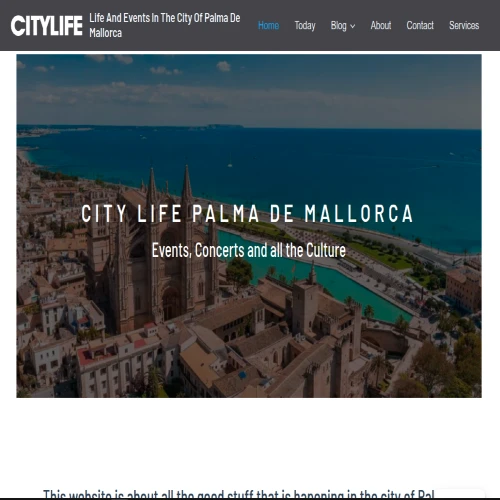 CITYLIFE
Life And Events In The City Of Palma De
Mallorca
Home Today Blog About Contact Services
CITY LIFE PALMA DE MALLORCA
Events, Concerts and all the Culture
This website is about all the good stuff that is hapening in the city of Pal